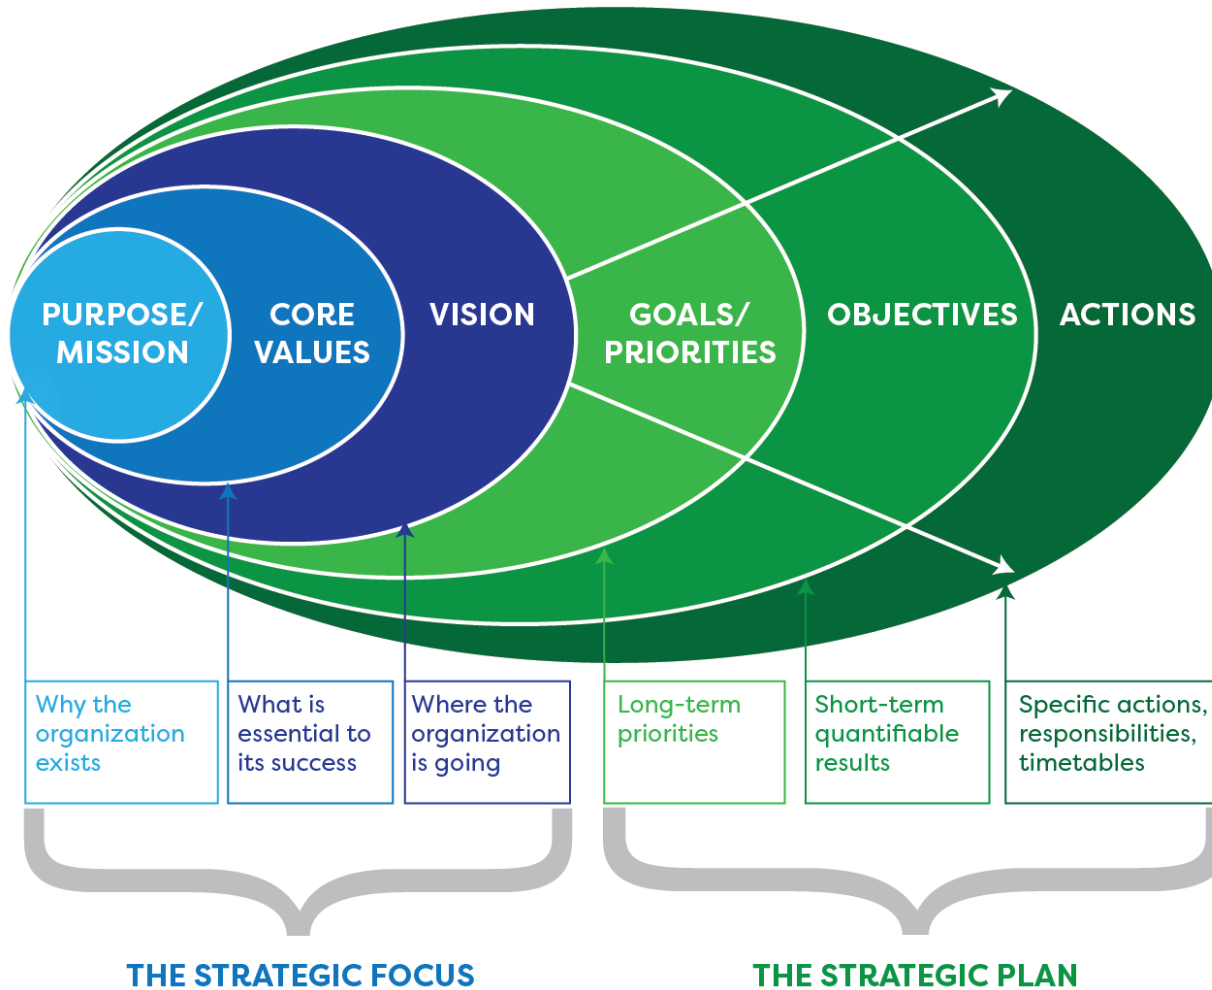 PURPOSE/
MISSION
CORE
VALUES
VISION
GOALS/
PRIORITIES
OBJECTIVES
ACTIONS
Why the
organization
exists
What is
essential to
its success
Where the
organization
is going
Long-term
priorities
Short-term
quantifiable
results
Specific actions,
responsibilities,
timetables
THE STRATEGIC FOCUS
THE STRATEGIC PLAN